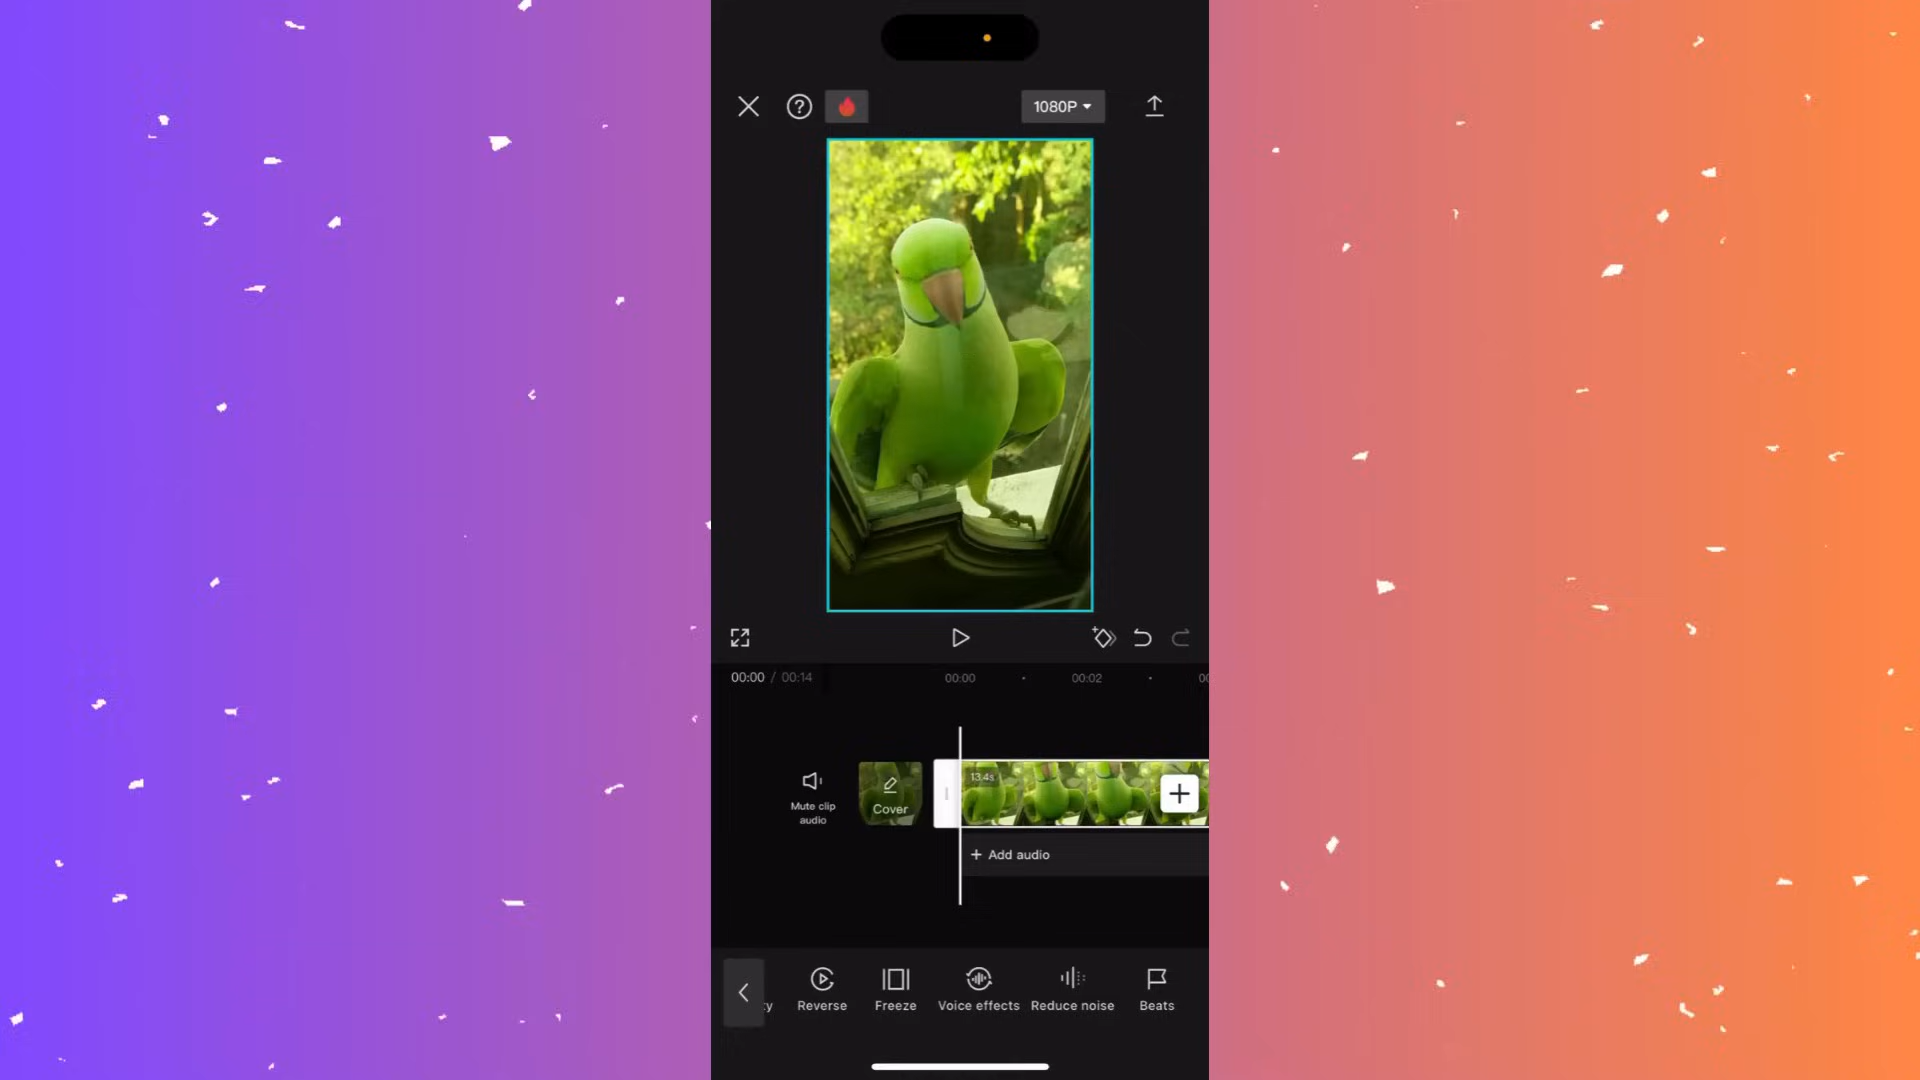 1080P
00:00 / 00:14
00:00
00:02
13.4s
Mute clip
audio
Cover
+ Add audio
Reverse
Freeze
Voice effects
Reduce noise
Beats